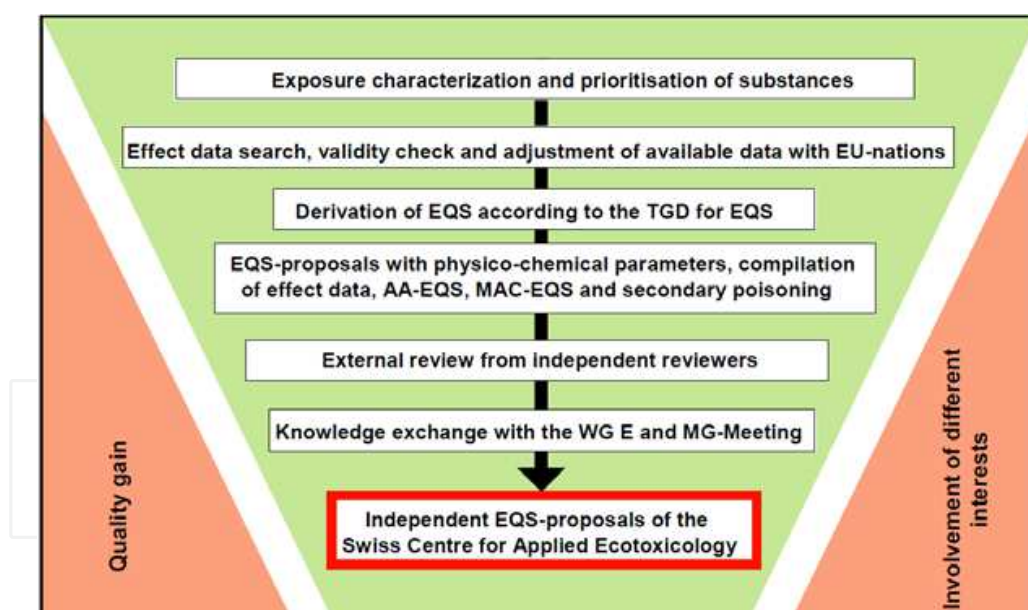 Exposure characterization and prioritisation of substances
Effect data search, validity check and adjustment of available data with EU-nations
Derivation of EQS according to the TGD for EQS
EQS-proposals with physico-chemical parameters, compilation
of effect data, AA-EQS, MAC-EQS and secondary poisoning
External review from independent reviewers
Knowledge exchange with the WG E and MG-Meeting
Independent EQS-proposals of the
Swiss Centre for Applied Ecotoxicology
Quality gain
Involvement of different
interests